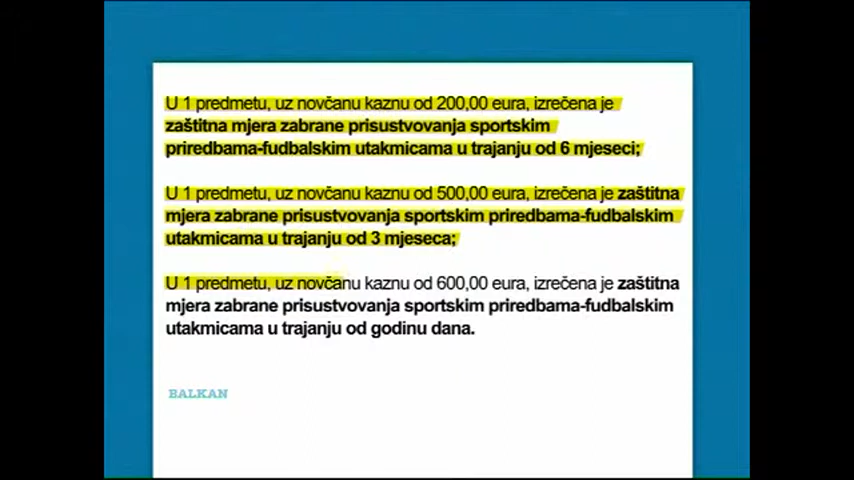 U 1 predmetu, uz novčanu kaznu od 200,00 eura, izrečena je
zaštitna mjera zabrane prisustvovanja sportskim
priredbama-fudbalskim utakmicama u trajanju od 6 mjeseci;
U 1 predmetu, uz novčanu kaznu od 500,00 eura, izrečena je zaštitna
mjera zabrane prisustvovanja sportskim priredbama-fudbalskim
utakmicama u trajanju od 3 mjeseca;
U 1 predmetu, uz novčanu kaznu od 600,00 eura, izrečena je zaštitna
mjera zabrane prisustvovanja sportskim priredbama-fudbalskim
utakmicama u trajanju od godinu dana.
BALKAN